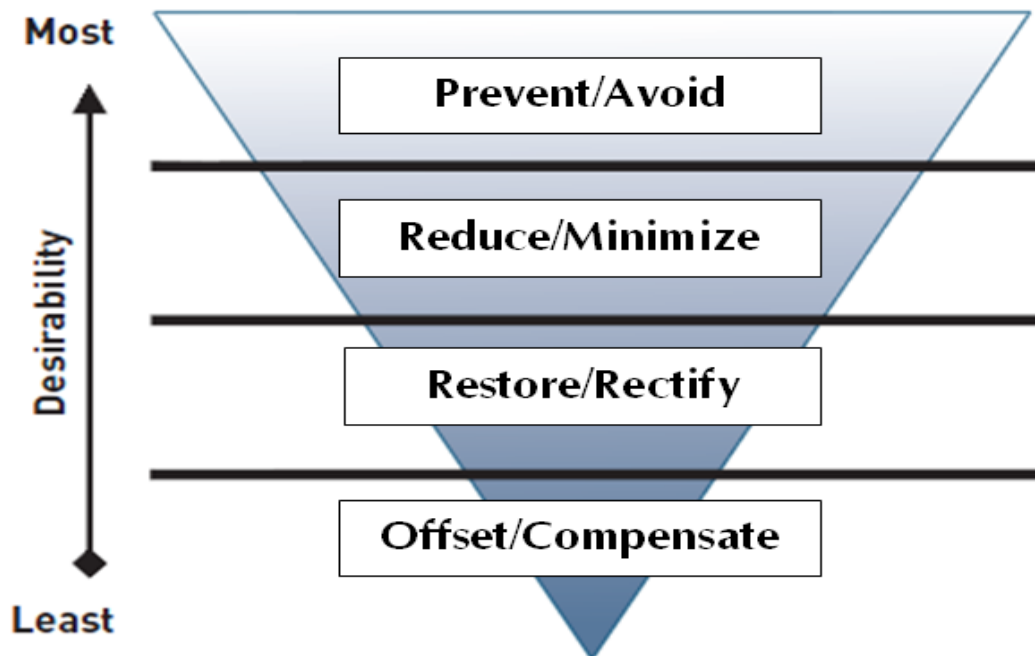 Most
Prevent/Avoid
Reduce/Minimize
Desirability
Restore/Rectify
Offset/Compensate
Least